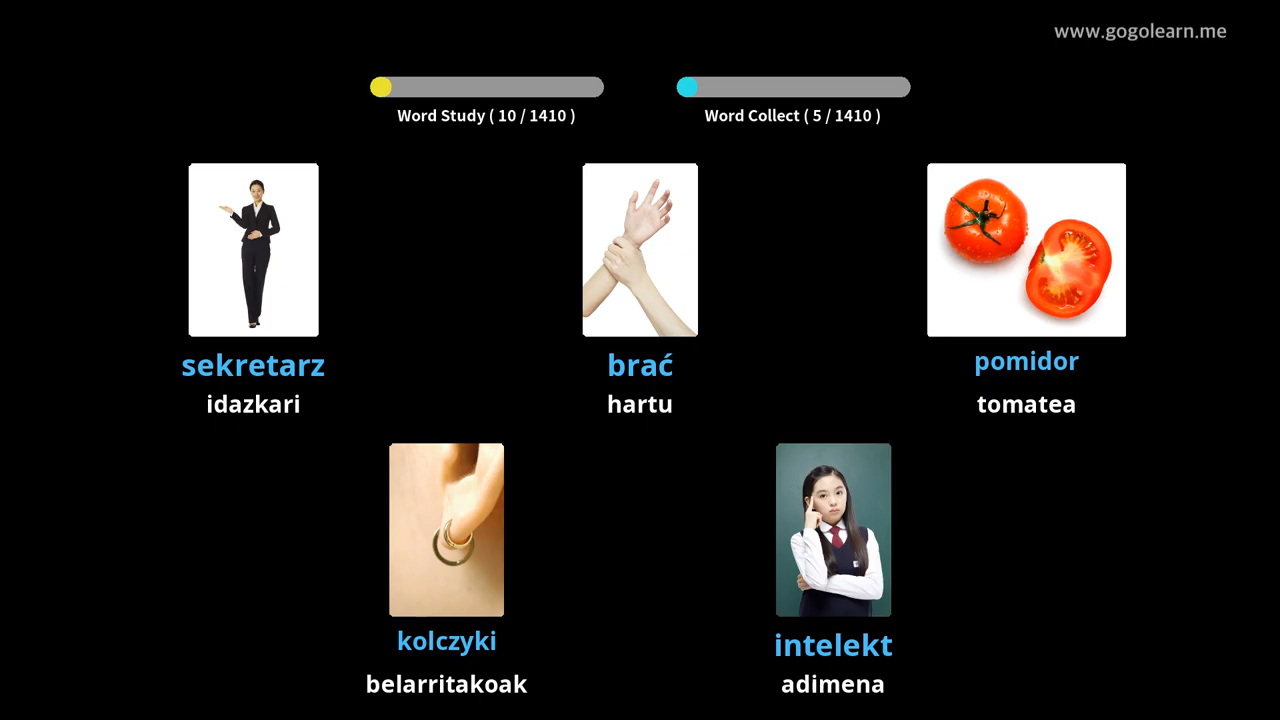 www.gogolearn.me
Word Study ( 10 / 1410 )
Word Collect ( 5 / 1410 )
sekretarz
idazkari
brać
hartu
pomidor
tomatea
kolczyki
belarritakoak
intelekt
adimena